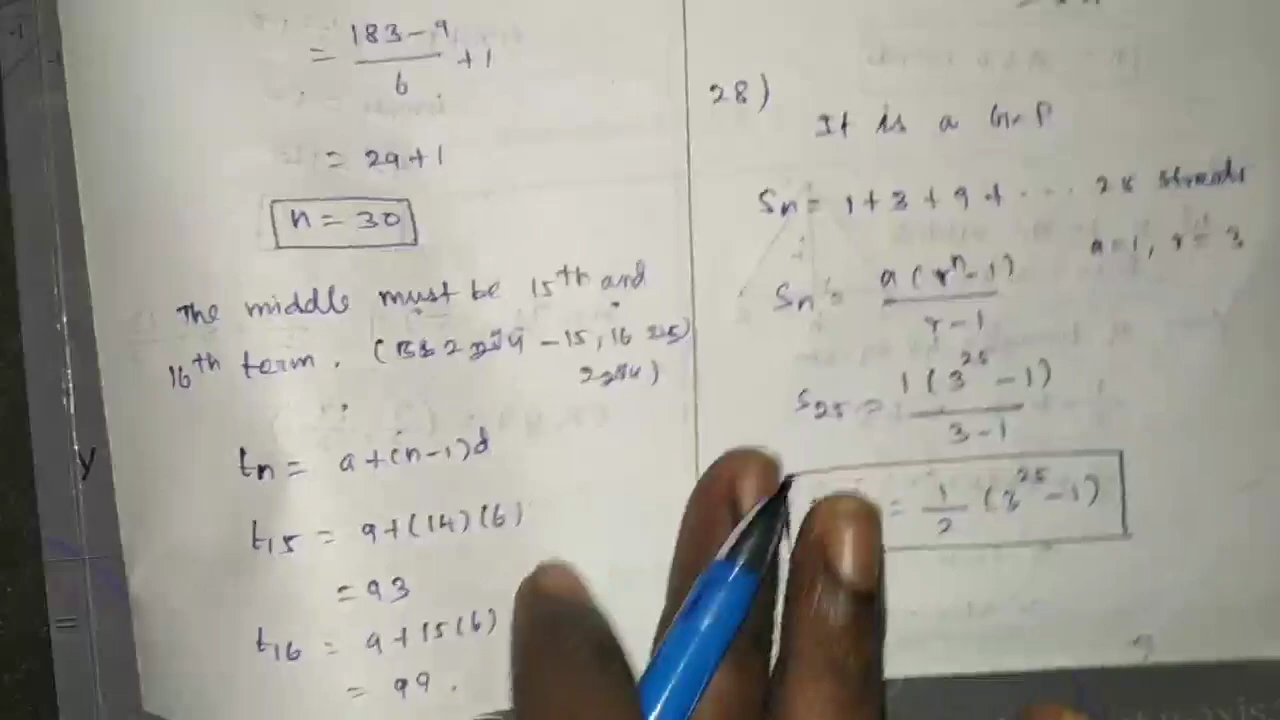 = 183 - 9 / 6 + 1
= 29 + 1
n = 30
The middle must be 15th and
16th term.
tn = a + (n-1)d
t15 = 9 + (14)(6)
= 93
t16 = 9 + 15(6)
= 99.
28)
It is a G.P
Sn = 1 + 3 + 9 + ... 25
a=1, r = 3
Sn = a(r^n - 1) / r - 1
S25 = 1(3^25 - 1) / 3 - 1
= 1/2 (3^25 - 1)
y
=